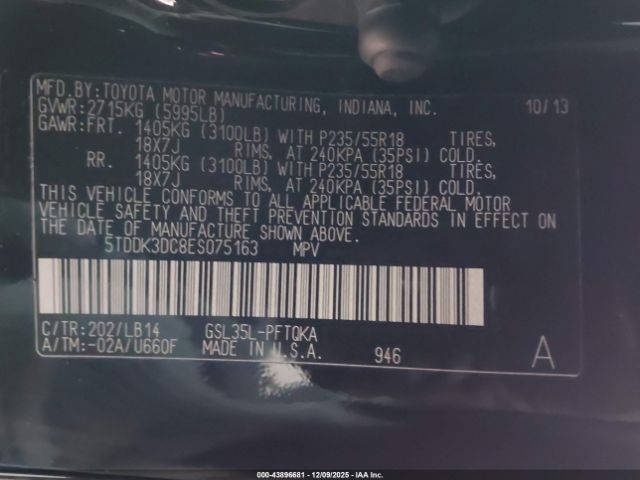 MFD.BY:TOYOTA MOTOR MANUFACTURING, INDIANA, INC. 10/13
GVWR:2715KG (5995LB)
GAWR:FRT. 1405KG (3100LB) WITH P235/55R18 TIRES,
18X7J RIMS, AT 240KPA (35PSI) COLD.
RR. 1405KG (3100LB) WITH P235/55R18 TIRES,
18X7J RIMS, AT 240KPA (35PSI) COLD.
THIS VEHICLE CONFORMS TO ALL APPLICABLE FEDERAL MOTOR
VEHICLE SAFETY AND THEFT PREVENTION STANDARDS IN EFFECT ON
THE DATE OF MANUFACTURE SHOWN ABOVE.
5TDDK3DC8ES075163 MPV
C/TR:202/LB14 GSL35L-PFTQKA
A/TM:-02A/U660F MADE IN U.S.A. 946 A
000-43896681 - 12/09/2025 - IAA Inc.